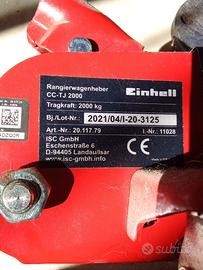 Einhell
Rangierwagenheber
CC-TJ 2000
Tragkraft: 2000 kg
Bj./Lot-Nr.: 2021/04/I-20-3125
Art.-Nr.: 20.117.79 I.-Nr.: 11028
ISC GmbH
Eschenstraße 6
D-94405 Landau/Isar
www.isc-gmbh.info
subito